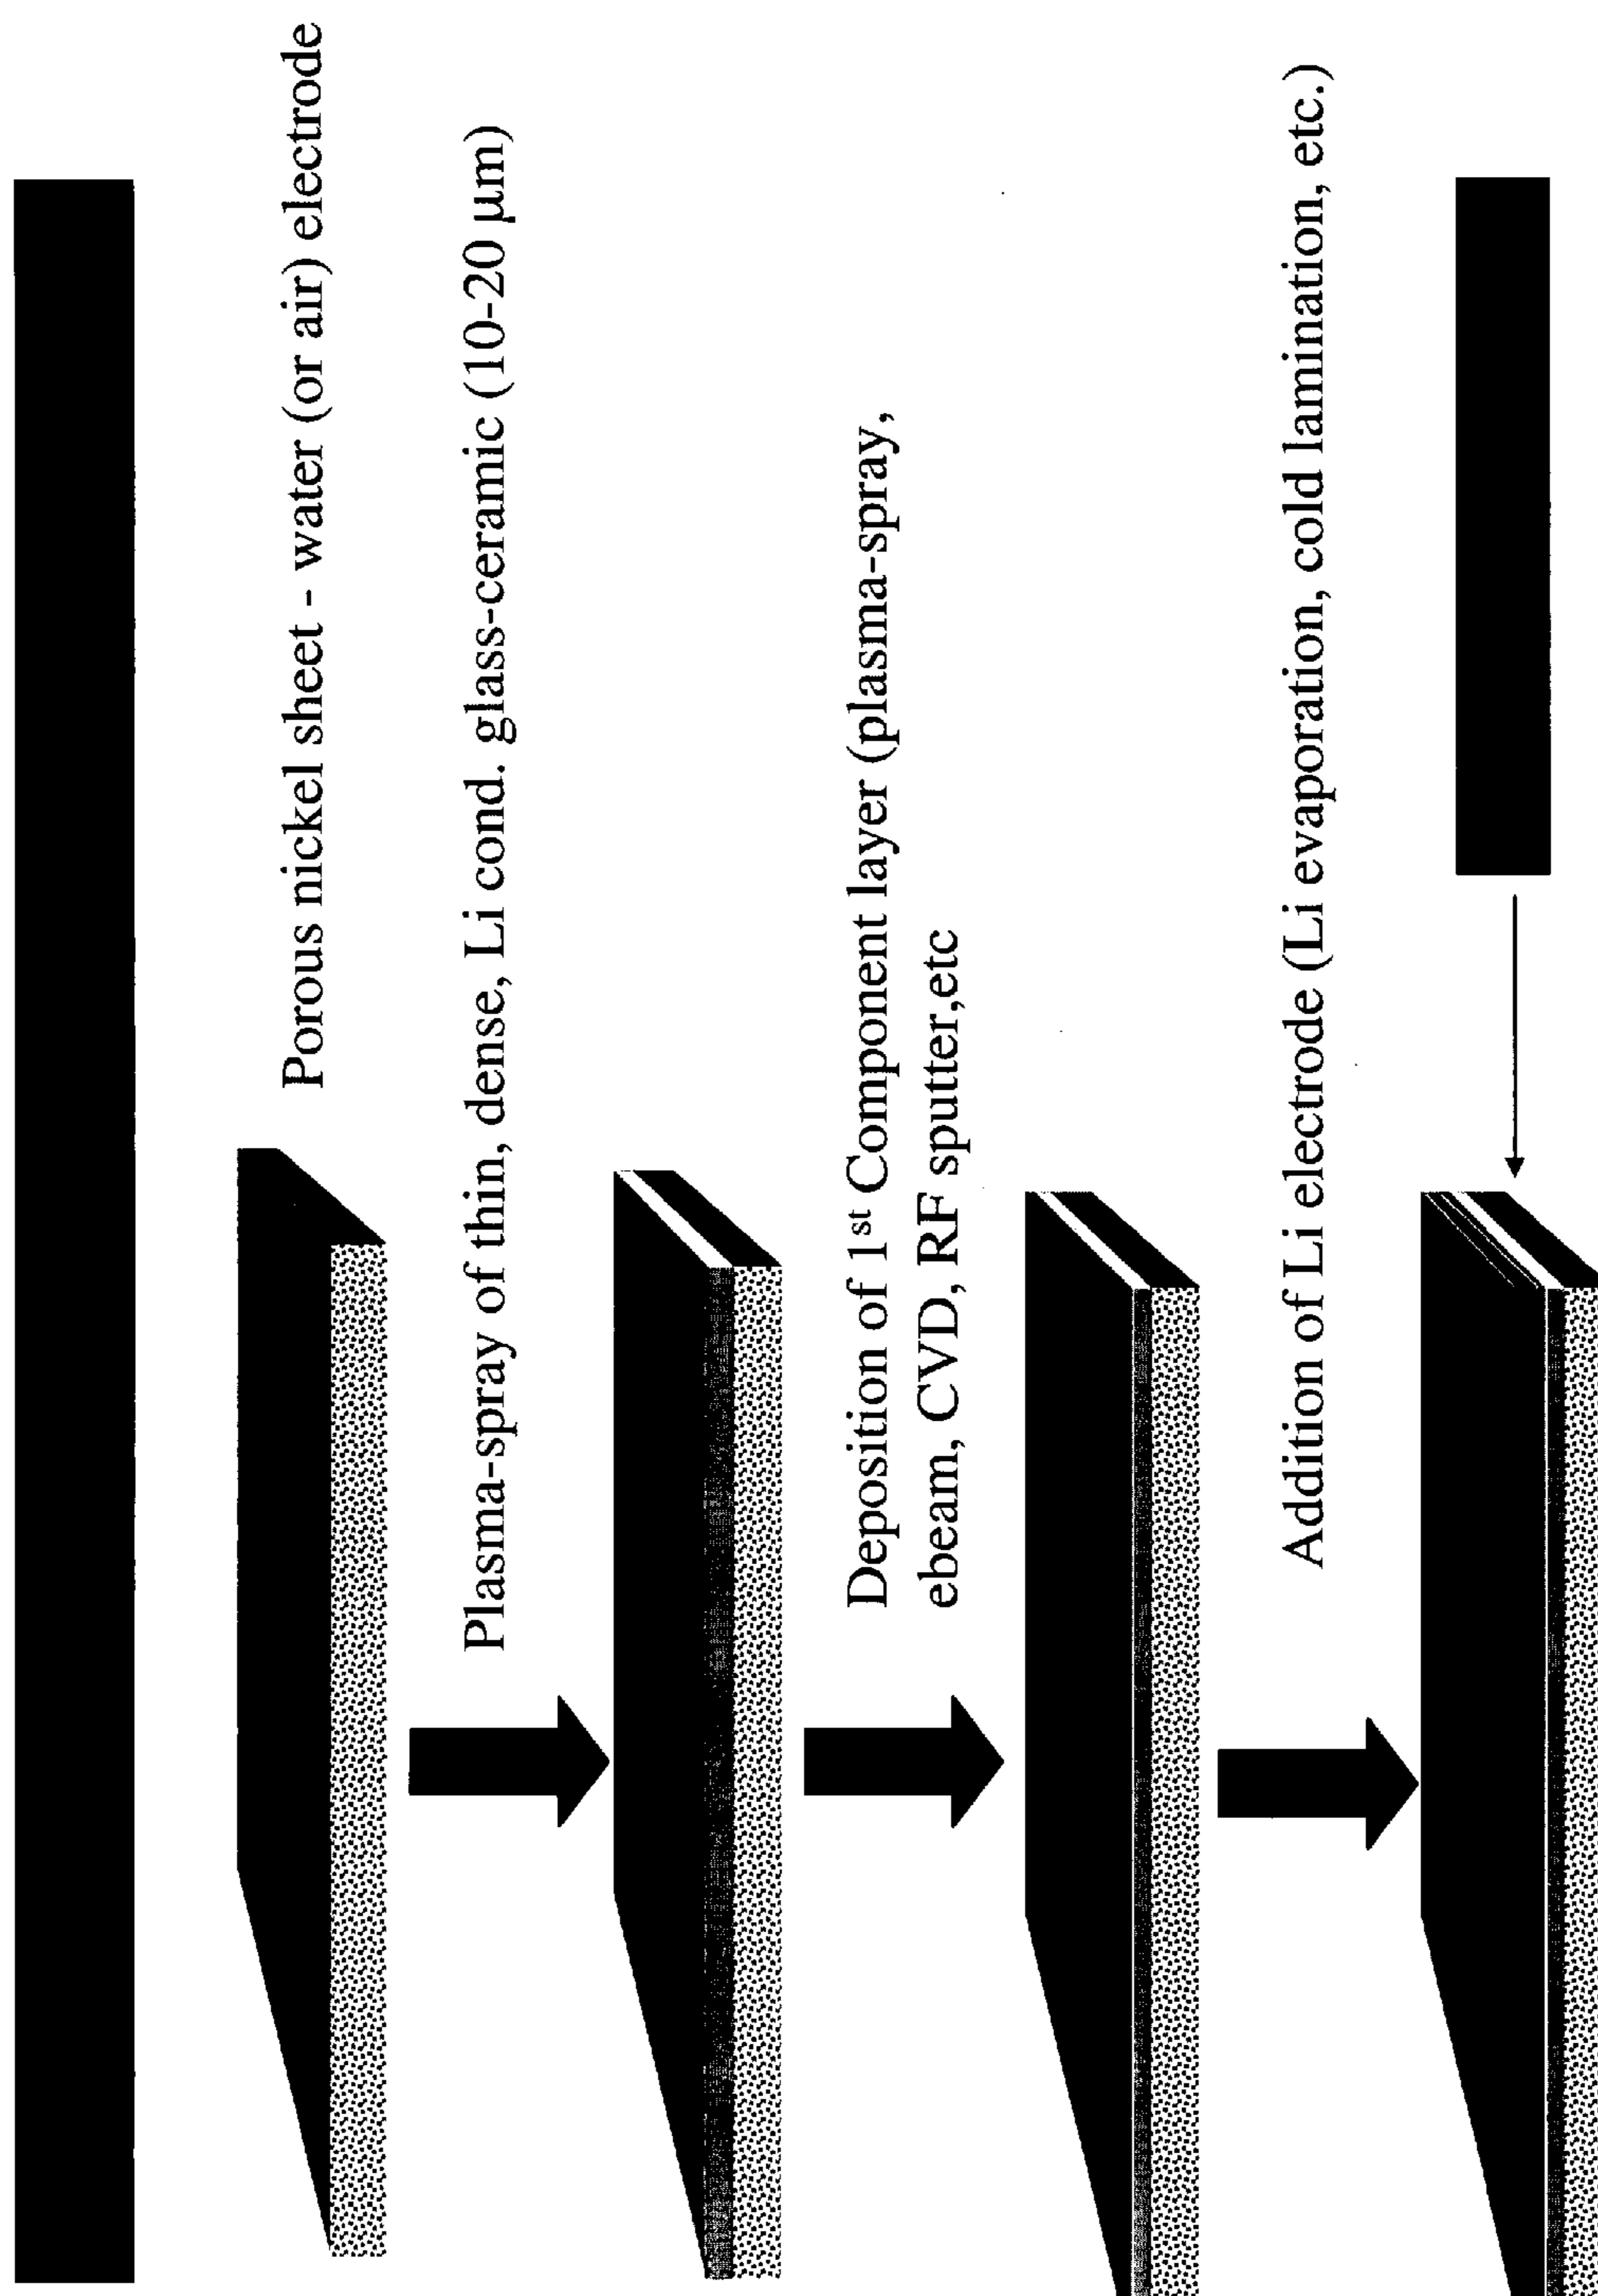 Porous nickel sheet - water (or air) electrode
Plasma-spray of thin, dense, Li cond. glass-ceramic (10-20 μm)
Deposition of 1st Component layer (plasma-spray,
ebeam, CVD, RF sputter,etc
Addition of Li electrode (Li evaporation, cold lamination, etc.)